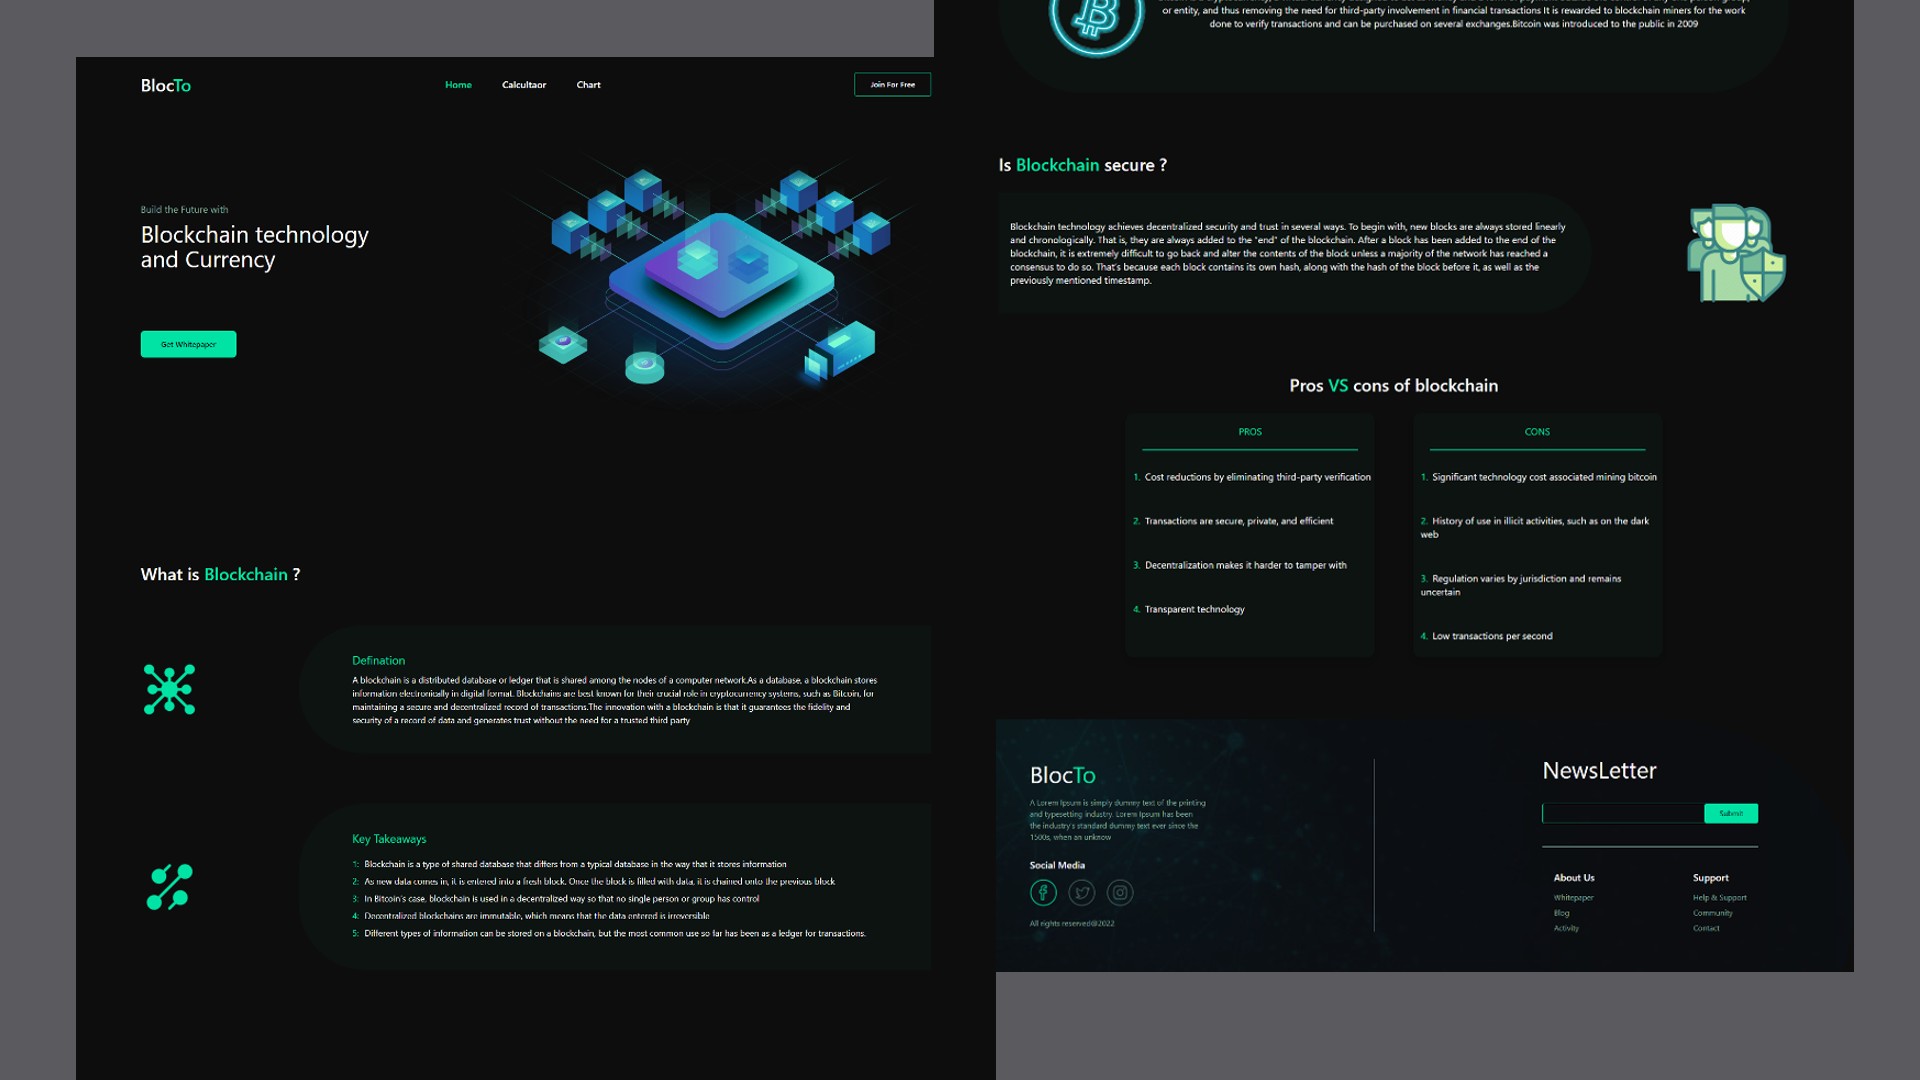 BlocTo
Home
Calcultaor
Chart
Join For Free
Build the Future with
Blockchain technology
and Currency
Get Whitepaper
What is Blockchain ?
Defination
A blockchain is a distributed database or ledger that is shared among the nodes of a computer network.As a database, a blockchain stores
information electronically in digital format. Blockchains are best known for their crucial role in cryptocurrency systems, such as Bitcoin, for
maintaining a secure and decentralized record of transactions.The innovation with a blockchain is that it guarantees the fidelity and
security of a record of data and generates trust without the need for a trusted third party
Key Takeaways
1: Blockchain is a type of shared database that differs from a typical database in the way that it stores information
2: As new data comes in, it is entered into a fresh block. Once the block is filled with data, it is chained onto the previous block
3: In Bitcoin's case, blockchain is used in a decentralized way so that no single person or group has control
4: Decentralized blockchains are immutable, which means that the data entered is irreversible
5: Different types of information can be stored on a blockchain, but the most common use so far has been as a ledger for transactions.
or entity, and thus removing the need for third-party involvement in financial transactions It is rewarded to blockchain miners for the work
done to verify transactions and can be purchased on several exchanges.Bitcoin was introduced to the public in 2009
Is Blockchain secure ?
Blockchain technology achieves decentralized security and trust in several ways. To begin with, new blocks are always stored linearly
and chronologically. That is, they are always added to the "end" of the blockchain. After a block has been added to the end of the
blockchain, it is extremely difficult to go back and alter the contents of the block unless a majority of the network has reached a
consensus to do so. That's because each block contains its own hash, along with the hash of the block before it, as well as the
previously mentioned timestamp.
Pros VS cons of blockchain
PROS
1. Cost reductions by eliminating third-party verification
2. Transactions are secure, private, and efficient
3. Decentralization makes it harder to tamper with
4. Transparent technology
CONS
1. Significant technology cost associated mining bitcoin
2. History of use in illicit activities, such as on the dark
web
3. Regulation varies by jurisdiction and remains
uncertain
4. Low transactions per second
BlocTo
A Lorem Ipsum is simply dummy text of the printing
and typesetting industry. Lorem Ipsum has been
the industry's standard dummy text ever since the
1500s, when an unknow
Social Media
All rights reserved@2022
NewsLetter
Submit
About Us
Whitepaper
Blog
Activity
Support
Help & Support
Community
Contact